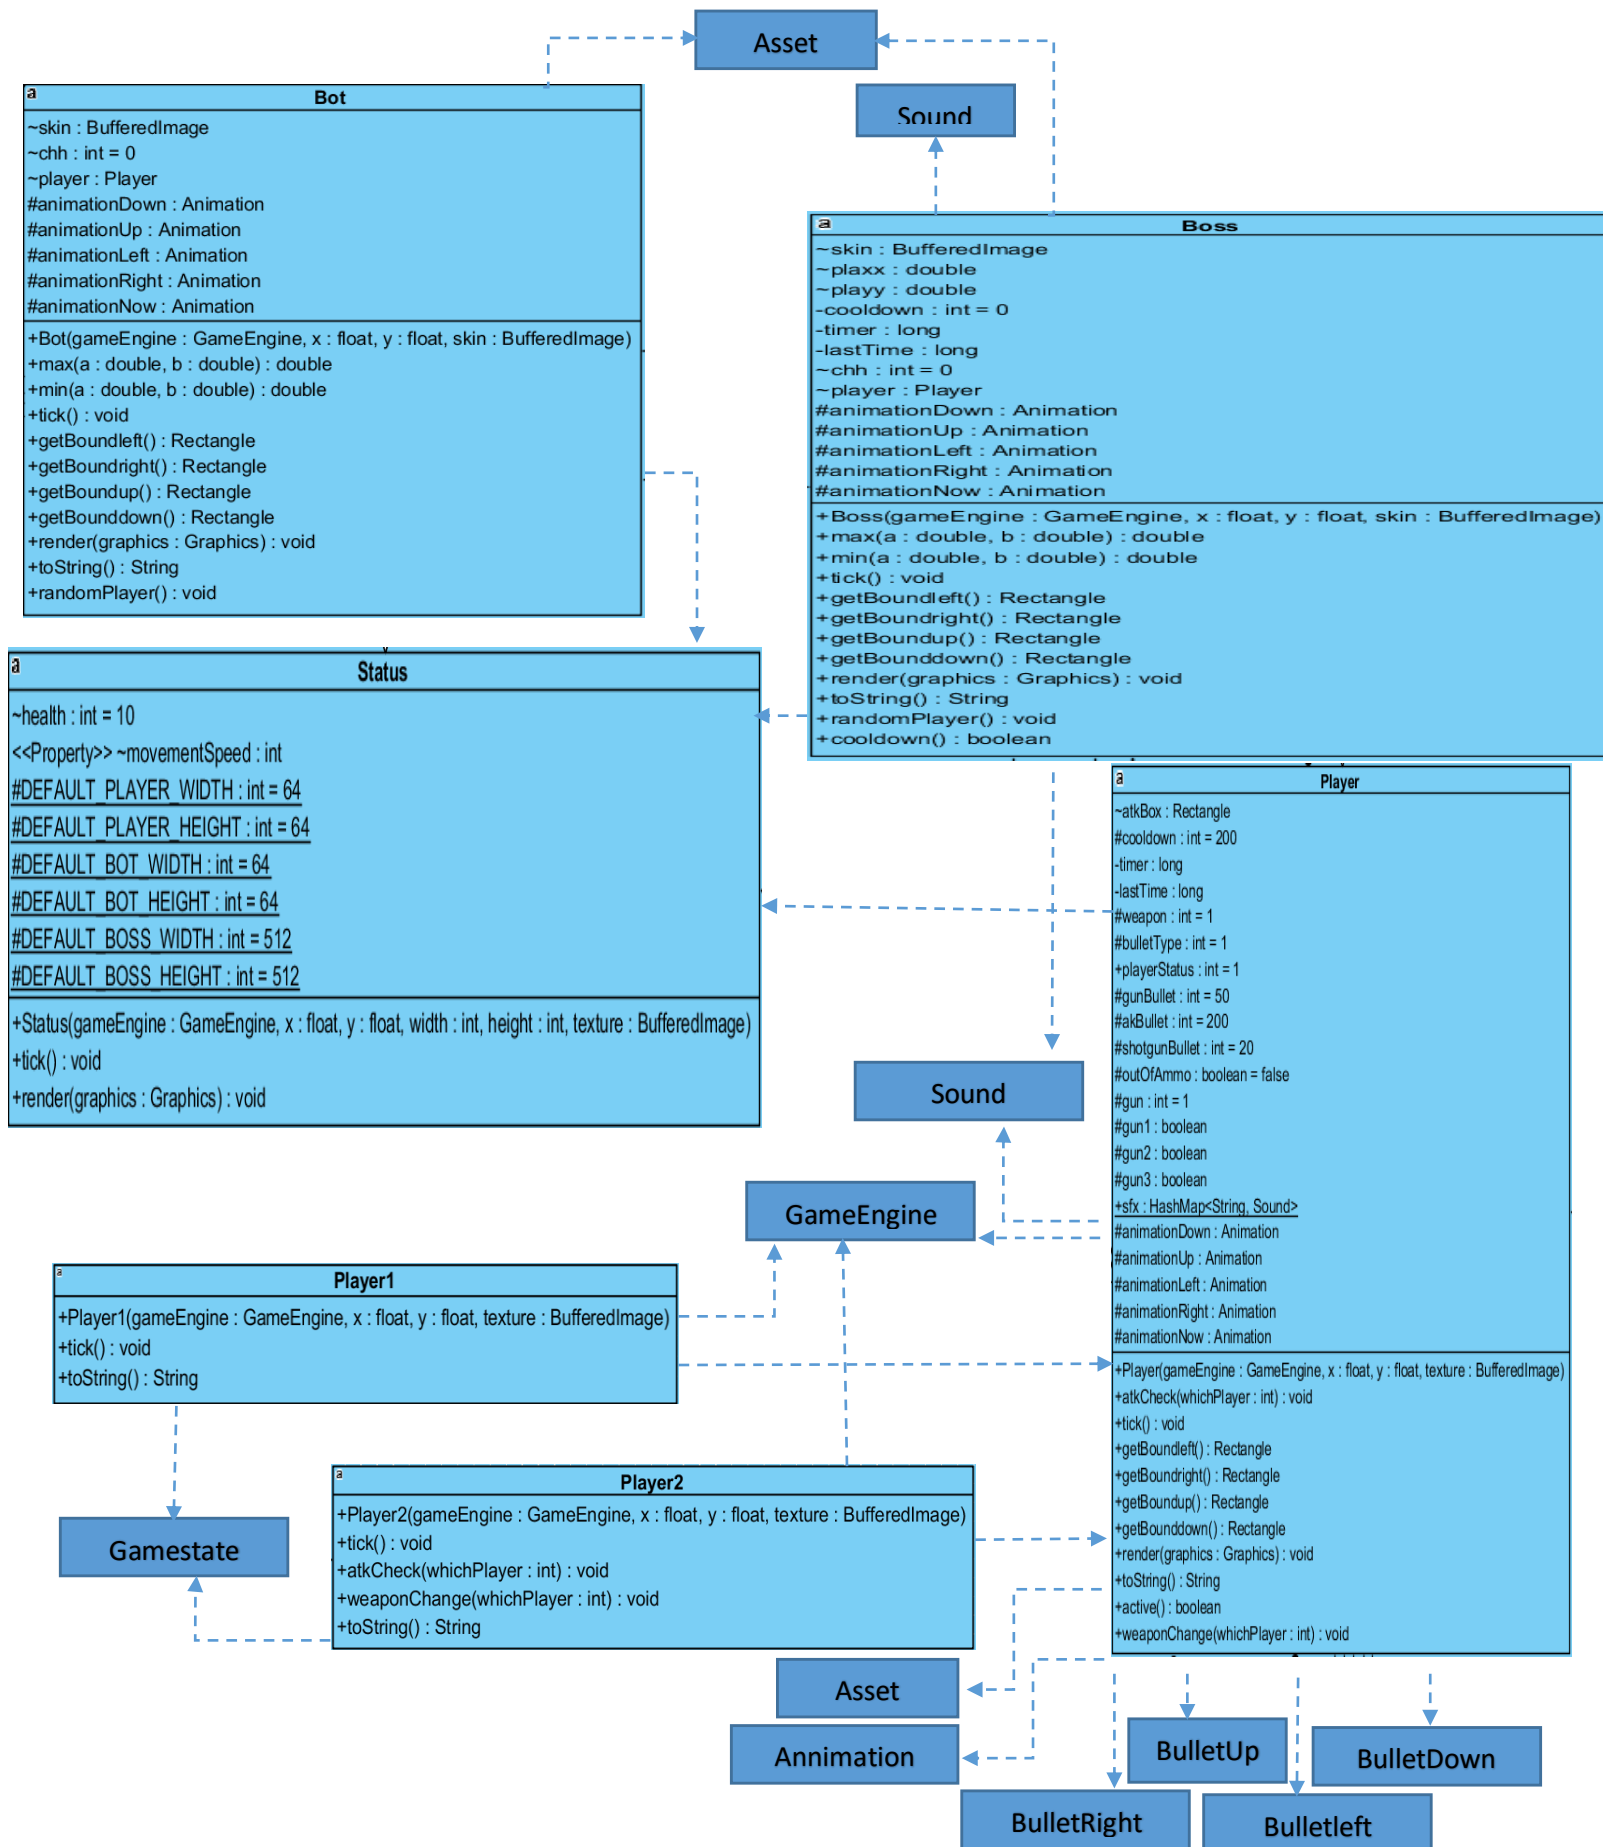 Asset
Sound
a
Bot
~skin : BufferedImage
~chh : int = 0
~player : Player
#animationDown : Animation
#animationUp : Animation
#animationLeft : Animation
#animationRight : Animation
#animationNow : Animation
+Bot(gameEngine : GameEngine, x : float, y : float, skin : BufferedImage)
+max(a : double, b : double) : double
+min(a : double, b : double) : double
+tick() : void
+getBoundleft() : Rectangle
+getBoundright() : Rectangle
+getBoundup() : Rectangle
+getBounddown() : Rectangle
+render(graphics : Graphics) : void
+toString() : String
+randomPlayer() : void
a
Boss
~skin : BufferedImage
~plaxx : double
~playy : double
-cooldown : int = 0
-timer : long
-lastTime : long
~chh : int = 0
~player : Player
#animationDown : Animation
#animationUp : Animation
#animationLeft : Animation
#animationRight : Animation
#animationNow : Animation
+Boss(gameEngine : GameEngine, x : float, y : float, skin : BufferedImage)
+max(a : double, b : double) : double
+min(a : double, b : double) : double
+tick() : void
+getBoundleft() : Rectangle
+getBoundright() : Rectangle
+getBoundup() : Rectangle
+getBounddown() : Rectangle
+render(graphics : Graphics) : void
+toString() : String
+randomPlayer() : void
+cooldown() : boolean
a
Status
~health : int = 10
<<Property>> ~movementSpeed : int
#DEFAULT_PLAYER_WIDTH : int = 64
#DEFAULT_PLAYER_HEIGHT : int = 64
#DEFAULT_BOT_WIDTH : int = 64
#DEFAULT_BOT_HEIGHT : int = 64
#DEFAULT_BOSS_WIDTH : int = 512
#DEFAULT_BOSS_HEIGHT : int = 512
+Status(gameEngine : GameEngine, x : float, y : float, width : int, height : int, texture : BufferedImage)
+tick() : void
+render(graphics : Graphics) : void
a
Player
~atkBox : Rectangle
#cooldown : int = 200
-timer : long
-lastTime : long
#weapon : int = 1
#bulletType : int = 1
+playerStatus : int = 1
#gunBullet : int = 50
#akBullet : int = 200
#shotgunBullet : int = 20
#outOfAmmo : boolean = false
#gun : int = 1
#gun1 : boolean
#gun2 : boolean
#gun3 : boolean
+sfx : HashMap<String, Sound>
#animationDown : Animation
#animationUp : Animation
#animationLeft : Animation
#animationRight : Animation
#animationNow : Animation
+Player(gameEngine : GameEngine, x : float, y : float, texture : BufferedImage)
+atkCheck(whichPlayer : int) : void
+tick() : void
+getBoundleft() : Rectangle
+getBoundright() : Rectangle
+getBoundup() : Rectangle
+getBounddown() : Rectangle
+render(graphics : Graphics) : void
+toString() : String
+active() : boolean
+weaponChange(whichPlayer : int) : void
Sound
GameEngine
a
Player1
+Player1(gameEngine : GameEngine, x : float, y : float, texture : BufferedImage)
+tick() : void
+toString() : String
a
Player2
+Player2(gameEngine : GameEngine, x : float, y : float, texture : BufferedImage)
+tick() : void
+atkCheck(whichPlayer : int) : void
+weaponChange(whichPlayer : int) : void
+toString() : String
Gamestate
Asset
Annimation
BulletUp
BulletDown
BulletRight
Bulletleft